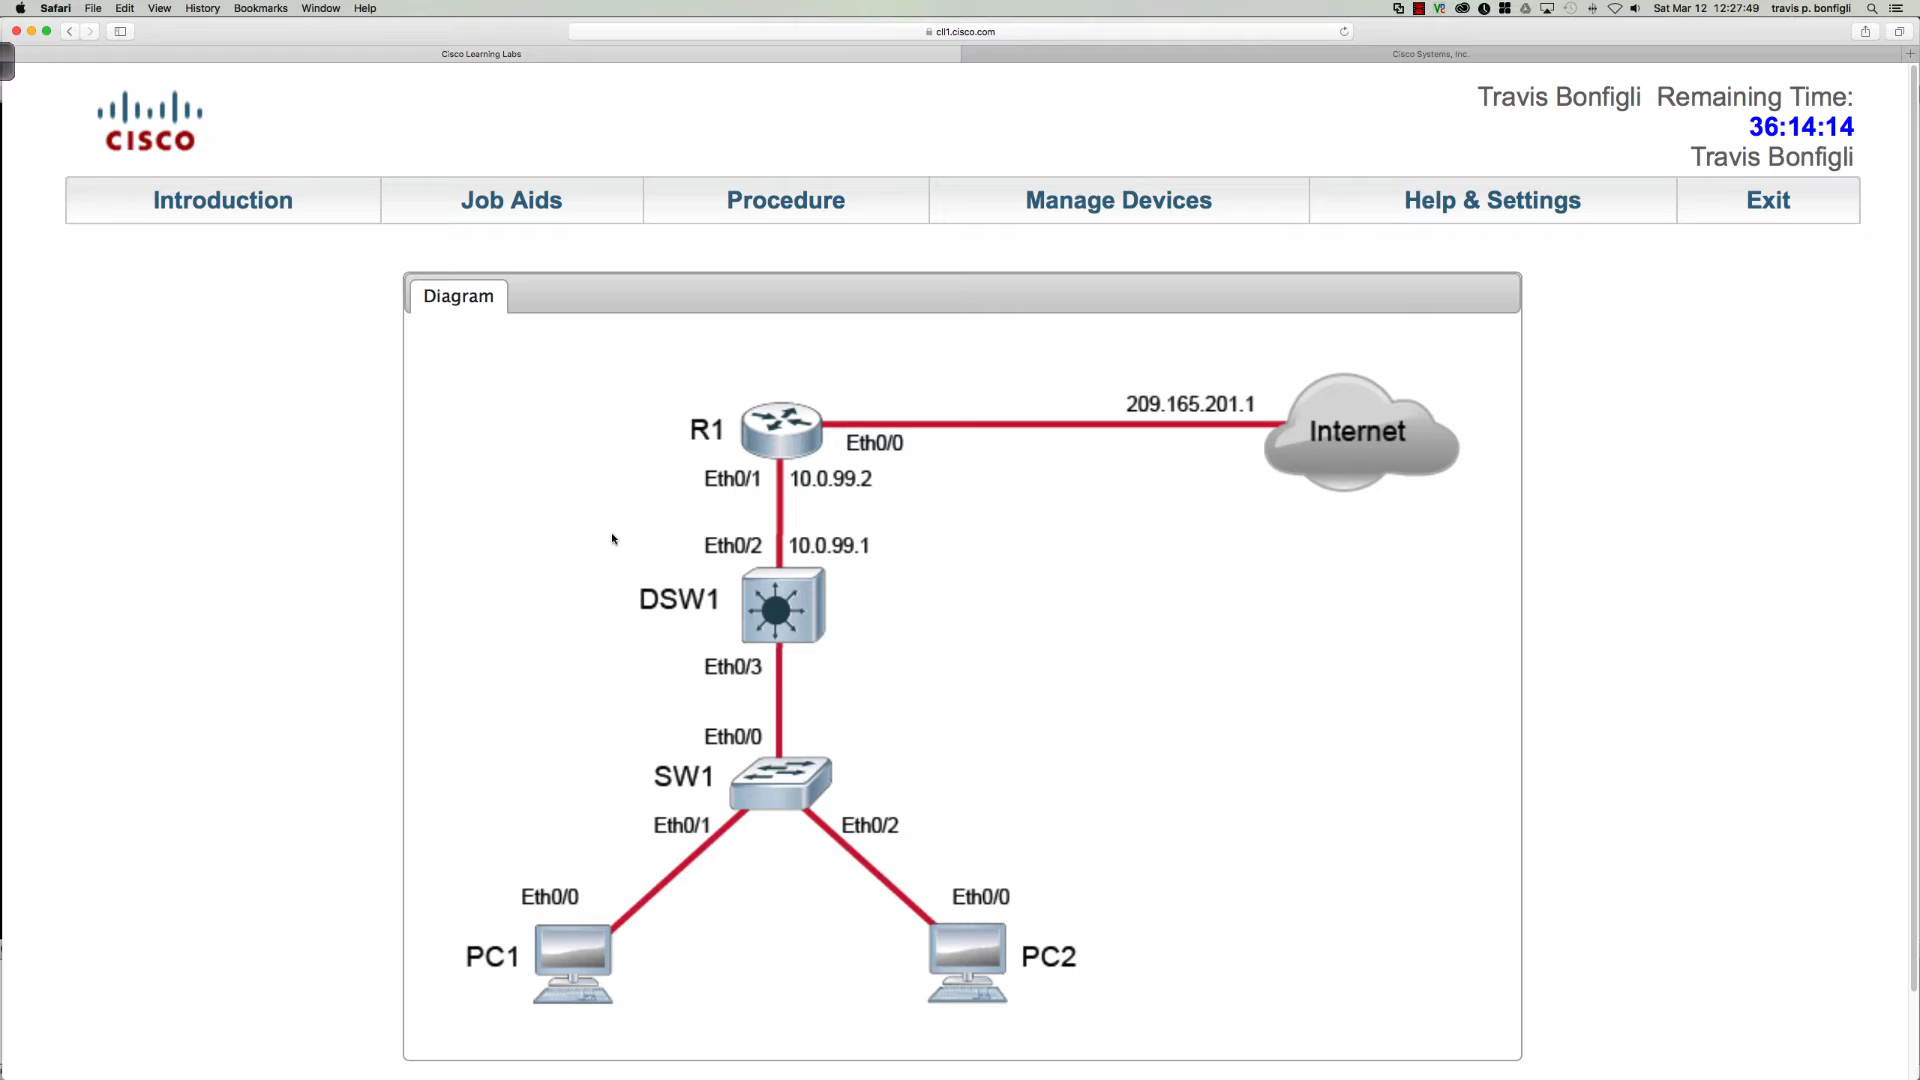 Safari File Edit View History Bookmarks Window Help
Sat Mar 12 12:27:49 travis p. bonfigli
cll1.cisco.com
Cisco Learning Labs
Cisco Systems, Inc.
CISCO
Travis Bonfigli Remaining Time:
36:14:14
Travis Bonfigli
Introduction Job Aids Procedure Manage Devices Help & Settings Exit
Diagram
209.165.201.1
R1
Internet
Eth0/0
Eth0/1 10.0.99.2
Eth0/2 10.0.99.1
DSW1
Eth0/3
Eth0/0
SW1
Eth0/1 Eth0/2
Eth0/0 Eth0/0
PC1 PC2